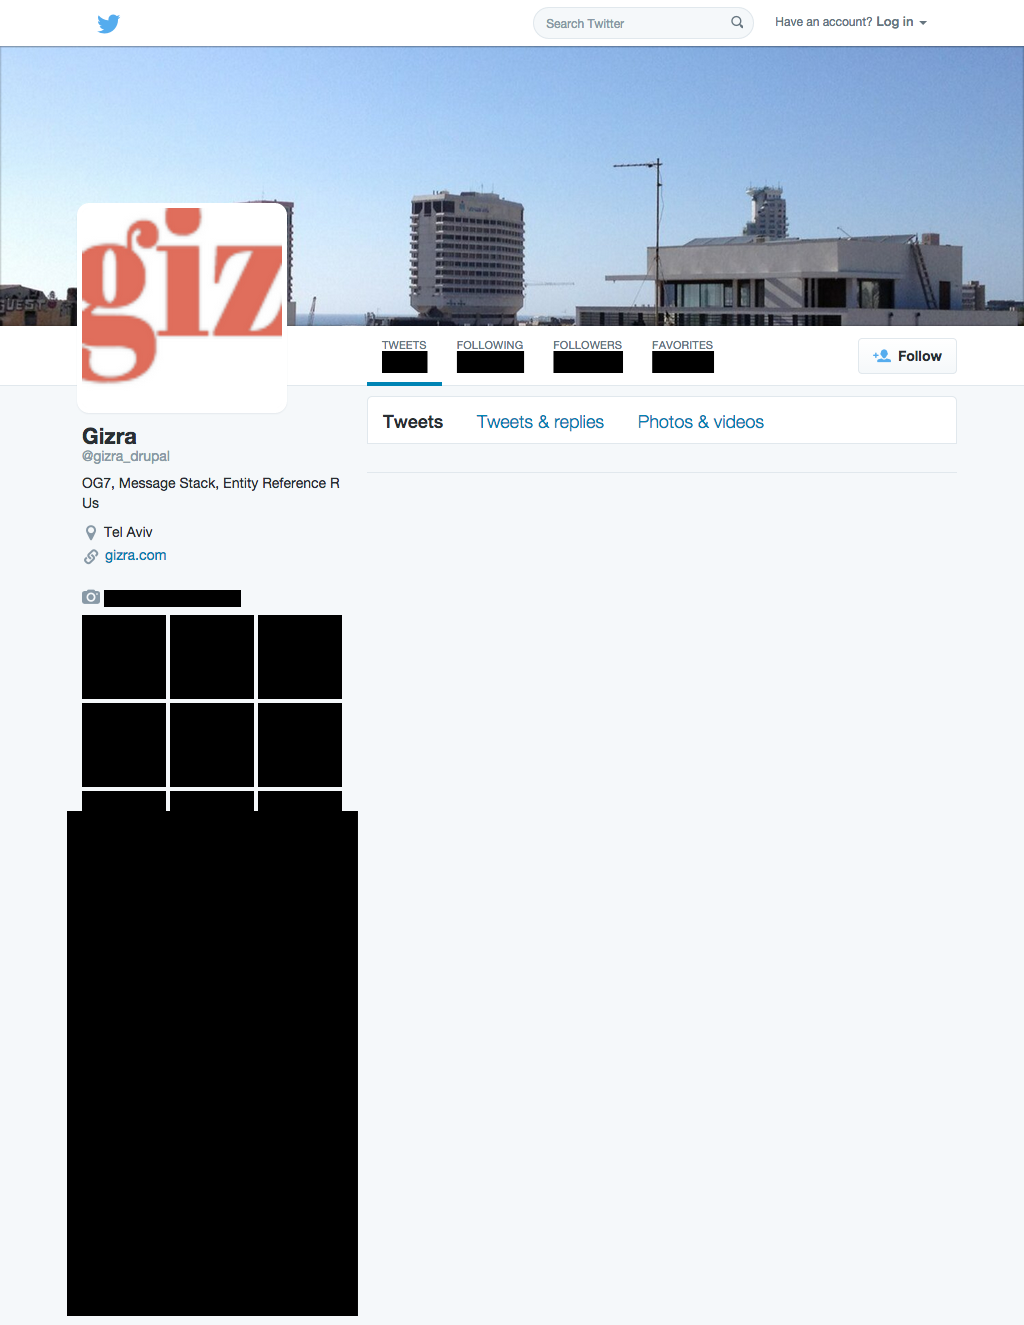 Search Twitter
Have an account? Log in
giz
GUEST
TWEETS
FOLLOWING
FOLLOWERS
FAVORITES
Follow
Tweets
Tweets & replies
Photos & videos
Gizra
@gizra_drupal
OG7, Message Stack, Entity Reference R
Us
Tel Aviv
gizra.com